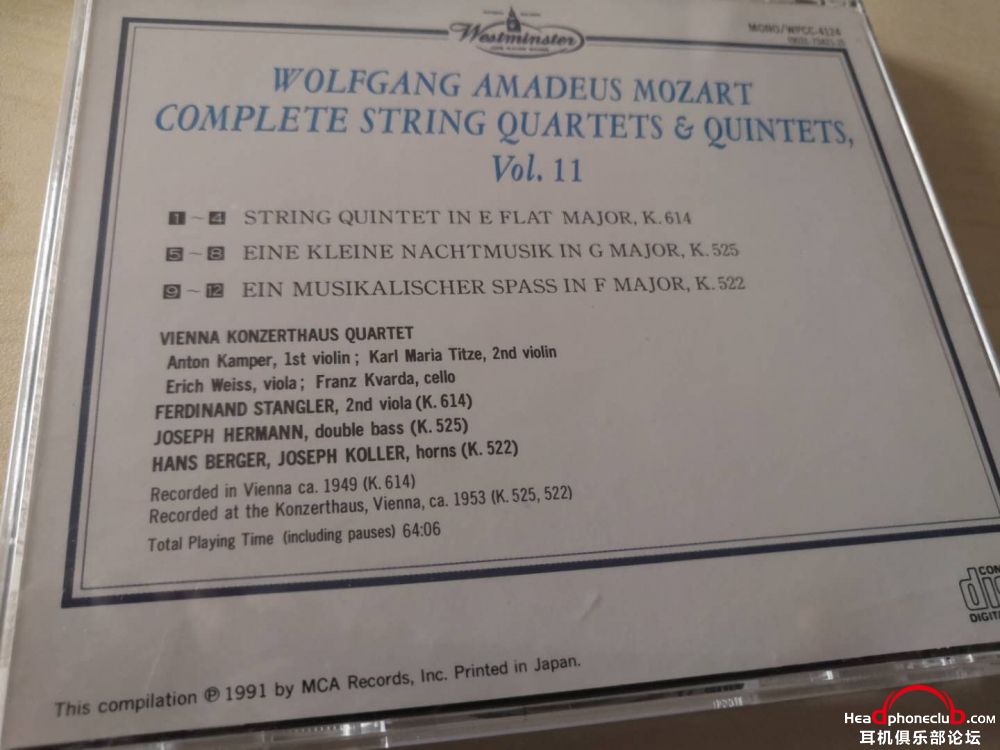 Westminster
MONO/WPCC-4124
WOLFGANG AMADEUS MOZART
COMPLETE STRING QUARTETS & QUINTETS,
Vol. 11
1 ~ 4 STRING QUINTET IN E FLAT MAJOR, K. 614
5 ~ 8 EINE KLEINE NACHTMUSIK IN G MAJOR, K. 525
9 ~ 12 EIN MUSIKALISCHER SPASS IN F MAJOR, K. 522
VIENNA KONZERTHAUS QUARTET
Anton Kamper, 1st violin ; Karl Maria Titze, 2nd violin
Erich Weiss, viola ; Franz Kvarda, cello
FERDINAND STANGLER, 2nd viola (K. 614)
JOSEPH HERMANN, double bass (K. 525)
HANS BERGER, JOSEPH KOLLER, horns (K. 522)
Recorded in Vienna ca. 1949 (K. 614)
Recorded at the Konzerthaus, Vienna, ca. 1953 (K. 525, 522)
Total Playing Time (including pauses) 64:06
This compilation ℗ 1991 by MCA Records, Inc. Printed in Japan.
Headphoneclub.com
耳机俱乐部论坛